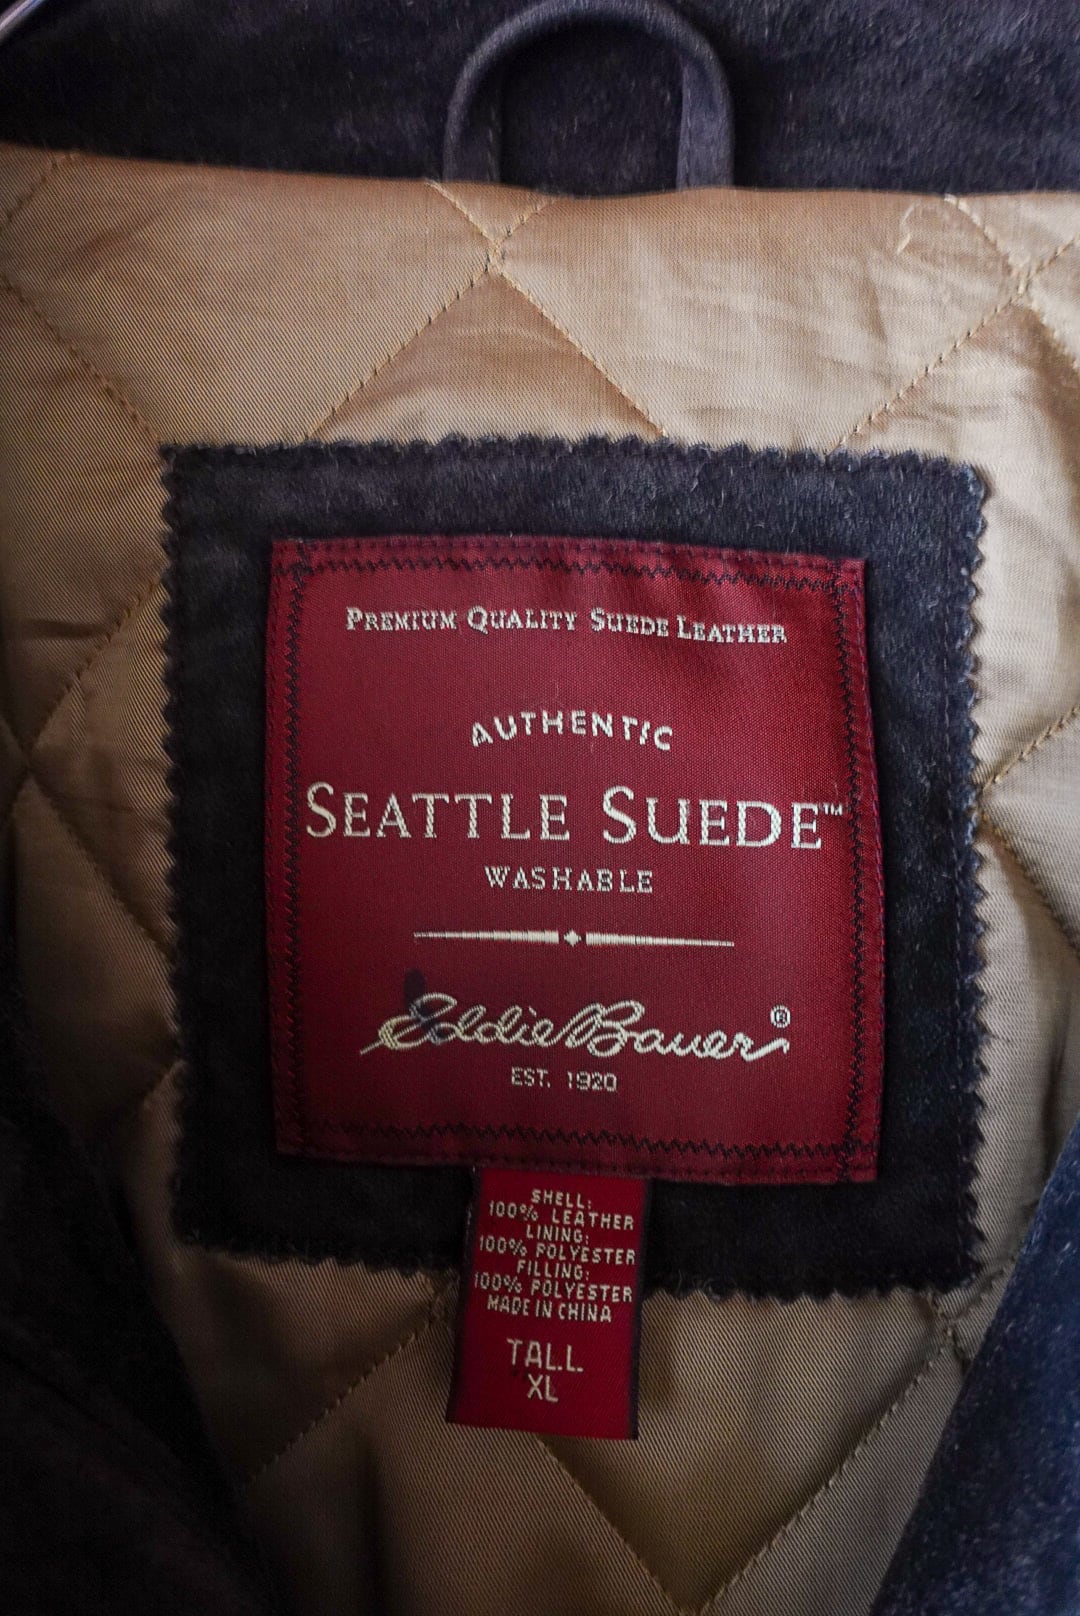 PREMIUM QUALITY SUEDE LEATHER
AUTHENTIC
SEATTLE SUEDE™
WASHABLE
Eddie Bauer®
EST. 1920
SHELL:
100% LEATHER
LINING:
100% POLYESTER
FILLING:
100% POLYESTER
MADE IN CHINA
TALL
XL